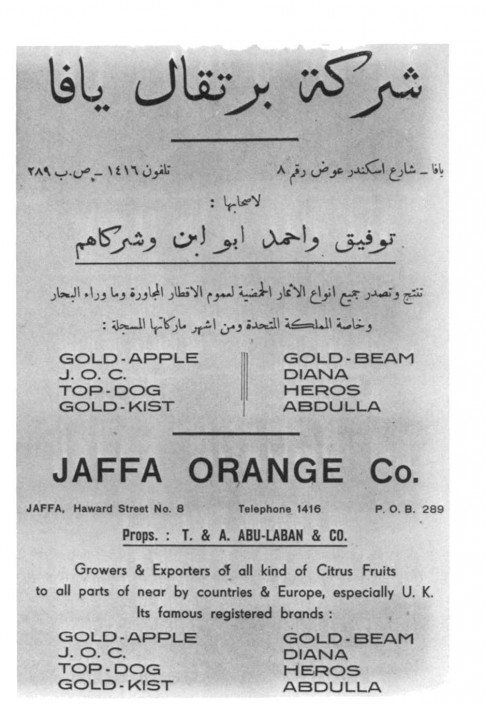 شركة برتقال يافا
يافا ـ شارع اسكندر عوض رقم ٨ تلفون ١٤١٦ ـ ص.ب ٢٨٩
لاصحابها :
توفيق واحمد ابو لبن وشركاهم
تنتج وتصدر جميع انواع الاثمار الحمضية لعموم الاقطار المجاورة وما وراء البحار
وخاصة المملكة المتحدة ومن اشهر ماركاتها المسجلة :
GOLD-APPLE GOLD-BEAM
J. O. C. DIANA
TOP-DOG HEROS
GOLD-KIST ABDULLA
JAFFA ORANGE Co.
JAFFA, Haward Street No. 8 Telephone 1416 P. O. B. 289
Props. : T. & A. ABU-LABAN & CO.
Growers & Exporters of all kind of Citrus Fruits
to all parts of near by countries & Europe, especially U. K.
Its famous registered brands :
GOLD-APPLE GOLD-BEAM
J. O. C. DIANA
TOP-DOG HEROS
GOLD-KIST ABDULLA